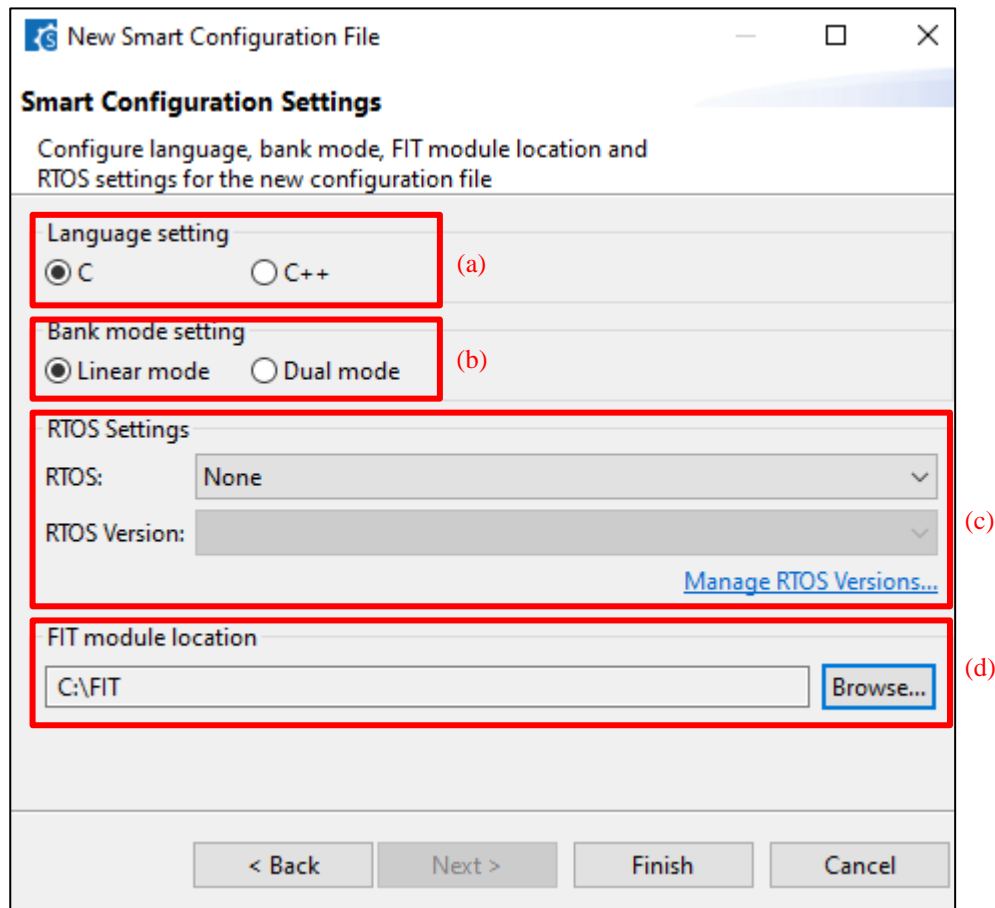 New Smart Configuration File
Smart Configuration Settings
Configure language, bank mode, FIT module location and
RTOS settings for the new configuration file
Language setting
C C++ (a)
Bank mode setting
Linear mode Dual mode (b)
RTOS Settings
RTOS: None
RTOS Version:
(c)
Manage RTOS Versions...
FIT module location
C:\FIT Browse... (d)
< Back Next > Finish Cancel